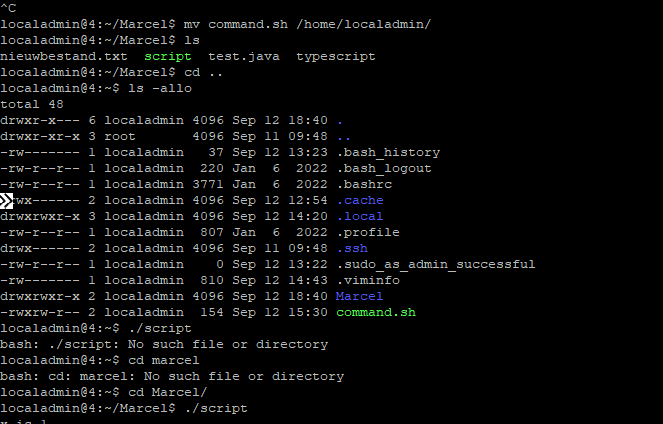 ^C
localadmin@4:~/Marcel$ mv command.sh /home/localadmin/
localadmin@4:~/Marcel$ ls
nieuwbestand.txt  script  test.java  typescript
localadmin@4:~/Marcel$ cd ..
localadmin@4:~$ ls -allo
total 48
drwxr-x--- 6 localadmin 4096 Sep 12 18:40 .
drwxr-xr-x 3 root       4096 Sep 11 09:48 ..
-rw------- 1 localadmin   37 Sep 12 13:23 .bash_history
-rw-r--r-- 1 localadmin  220 Jan  6  2022 .bash_logout
-rw-r--r-- 1 localadmin 3771 Jan  6  2022 .bashrc
rwx------ 2 localadmin 4096 Sep 12 12:54 .cache
drwxrwxr-x 3 localadmin 4096 Sep 12 14:20 .local
-rw-r--r-- 1 localadmin  807 Jan  6  2022 .profile
drwx------ 2 localadmin 4096 Sep 11 09:48 .ssh
-rw-r--r-- 1 localadmin    0 Sep 12 13:22 .sudo_as_admin_successful
-rw------- 1 localadmin  810 Sep 12 14:43 .viminfo
drwxrwxr-x 2 localadmin 4096 Sep 12 18:40 Marcel
-rwxrw-r-- 2 localadmin  154 Sep 12 15:30 command.sh
localadmin@4:~$ ./script
bash: ./script: No such file or directory
localadmin@4:~$ cd marcel
bash: cd: marcel: No such file or directory
localadmin@4:~$ cd Marcel/
localadmin@4:~/Marcel$ ./script